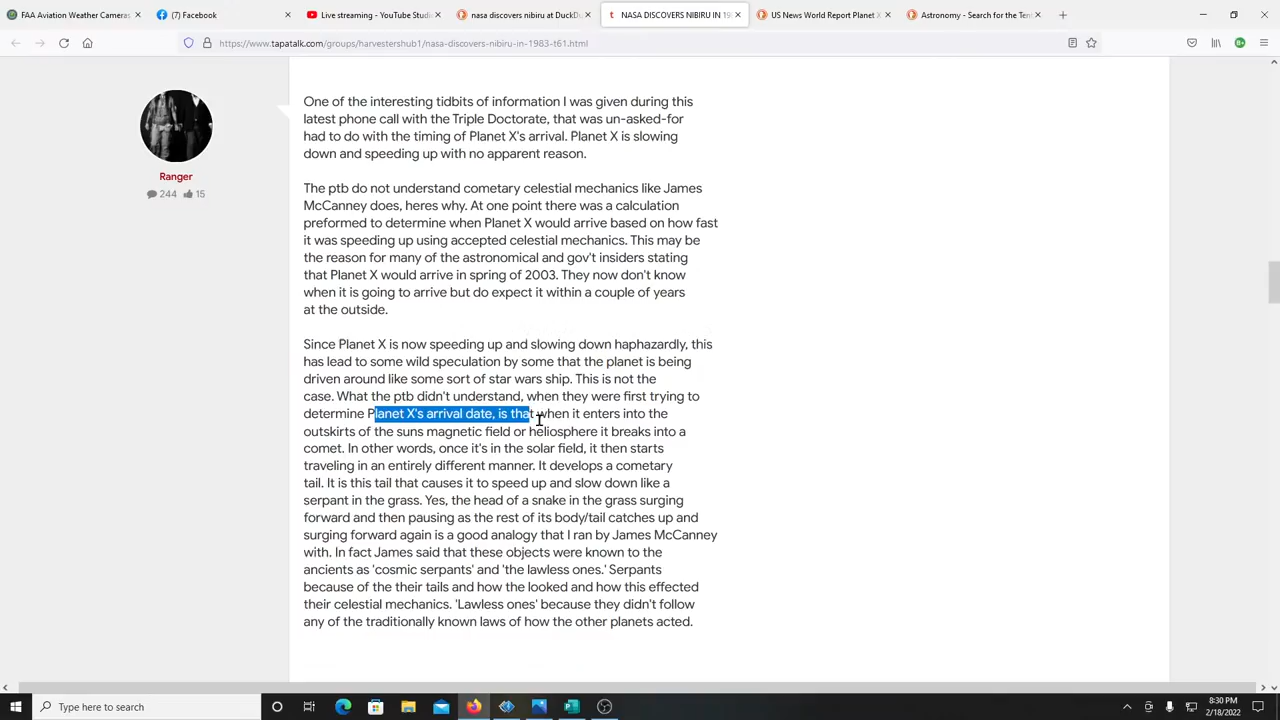 FAA Aviation Weather Cameras
(7) Facebook
Live streaming - YouTube Studio
nasa discovers nibiru at DuckDu
NASA DISCOVERS NIBIRU IN 198
US News World Report Planet X
Astronomy - Search for the Tent
https://www.tapatalk.com/groups/harvestershub1/nasa-discovers-nibiru-in-1983-t61.html
Ranger
244 15
One of the interesting tidbits of information I was given during this
latest phone call with the Triple Doctorate, that was un-asked-for
had to do with the timing of Planet X's arrival. Planet X is slowing
down and speeding up with no apparent reason.
The ptb do not understand cometary celestial mechanics like James
McCanney does, heres why. At one point there was a calculation
preformed to determine when Planet X would arrive based on how fast
it was speeding up using accepted celestial mechanics. This may be
the reason for many of the astronomical and gov't insiders stating
that Planet X would arrive in spring of 2003. They now don't know
when it is going to arrive but do expect it within a couple of years
at the outside.
Since Planet X is now speeding up and slowing down haphazardly, this
has lead to some wild speculation by some that the planet is being
driven around like some sort of star wars ship. This is not the
case. What the ptb didn't understand, when they were first trying to
determine Planet X's arrival date, is that when it enters into the
outskirts of the suns magnetic field or heliosphere it breaks into a
comet. In other words, once it's in the solar field, it then starts
traveling in an entirely different manner. It develops a cometary
tail. It is this tail that causes it to speed up and slow down like a
serpant in the grass. Yes, the head of a snake in the grass surging
forward and then pausing as the rest of its body/tail catches up and
surging forward again is a good analogy that I ran by James McCanney
with. In fact James said that these objects were known to the
ancients as 'cosmic serpants' and 'the lawless ones.' Serpants
because of the their tails and how the looked and how this effected
their celestial mechanics. 'Lawless ones' because they didn't follow
any of the traditionally known laws of how the other planets acted.
Type here to search
8:30 PM
2/18/2022